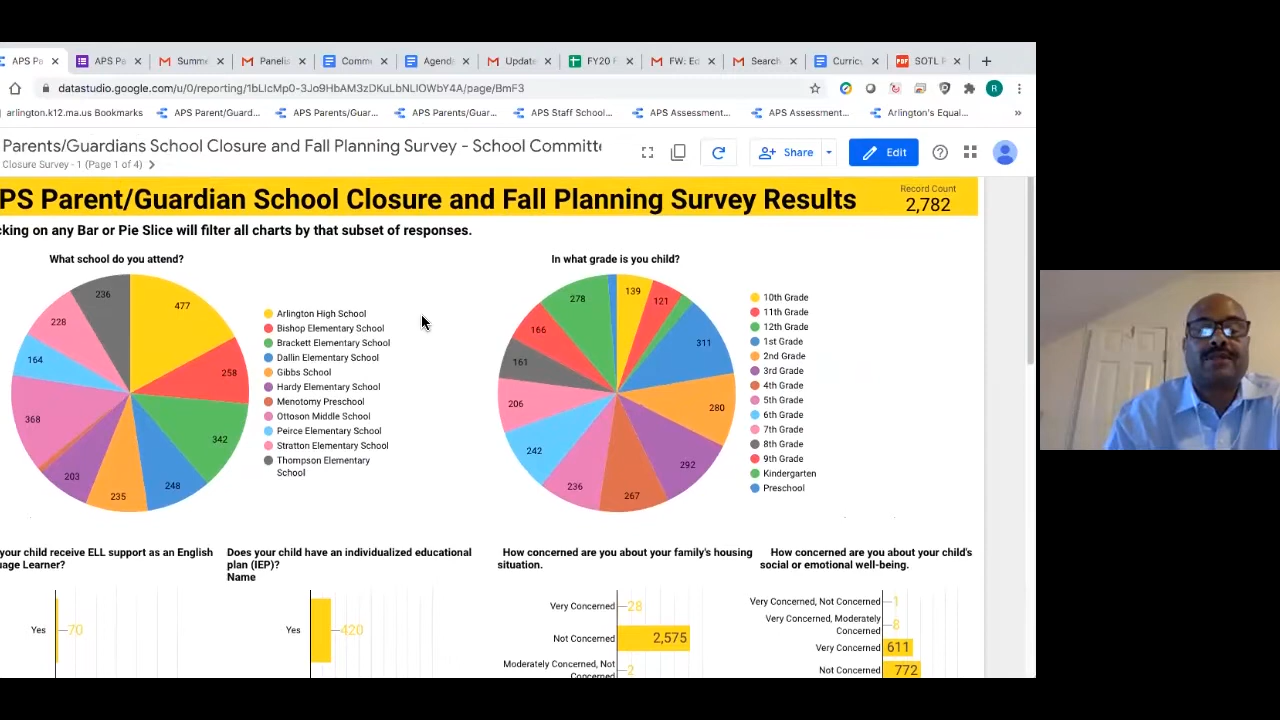 APS Pa
APS Pa
Summe
Panelis
Comm
Agenda
Update
FY20 F
FW: Ed
Search
Curric
SOTL P
datastudio.google.com/u/0/reporting/
arlington.k12.ma.us Bookmarks
APS Parent/Guard...
APS Parents/Guar...
APS Parents/Guar...
APS Staff School...
APS Assessment...
APS Assessment...
Arlington's Equal...
»
Parents/Guardians School Closure and Fall Planning Survey - School Committe
Closure Survey - 1 (Page 1 of 4)
Share
Edit
PS Parent/Guardian School Closure and Fall Planning Survey Results
Record Count
2,782
cking on any Bar or Pie Slice will filter all charts by that subset of responses.
What school do you attend?
477
258
342
248
235
203
368
164
228
236
Arlington High School
Bishop Elementary School
Brackett Elementary School
Dallin Elementary School
Gibbs School
Hardy Elementary School
Menotomy Preschool
Ottoson Middle School
Peirce Elementary School
Stratton Elementary School
Thompson Elementary
School
In what grade is you child?
139
121
311
280
292
267
236
242
206
161
166
278
10th Grade
11th Grade
12th Grade
1st Grade
2nd Grade
3rd Grade
4th Grade
5th Grade
6th Grade
7th Grade
8th Grade
9th Grade
Kindergarten
Preschool
your child receive ELL support as an English
uage Learner?
Yes
70
Does your child have an individualized educational
plan (IEP)?
Name
Yes
420
How concerned are you about your family's housing
situation.
Very Concerned
28
Not Concerned
2,575
Moderately Concerned, Not
Concerned
2
How concerned are you about your child's
social or emotional well-being.
Very Concerned, Not Concerned
1
Very Concerned, Moderately
Concerned
8
Very Concerned
611
Not Concerned
772